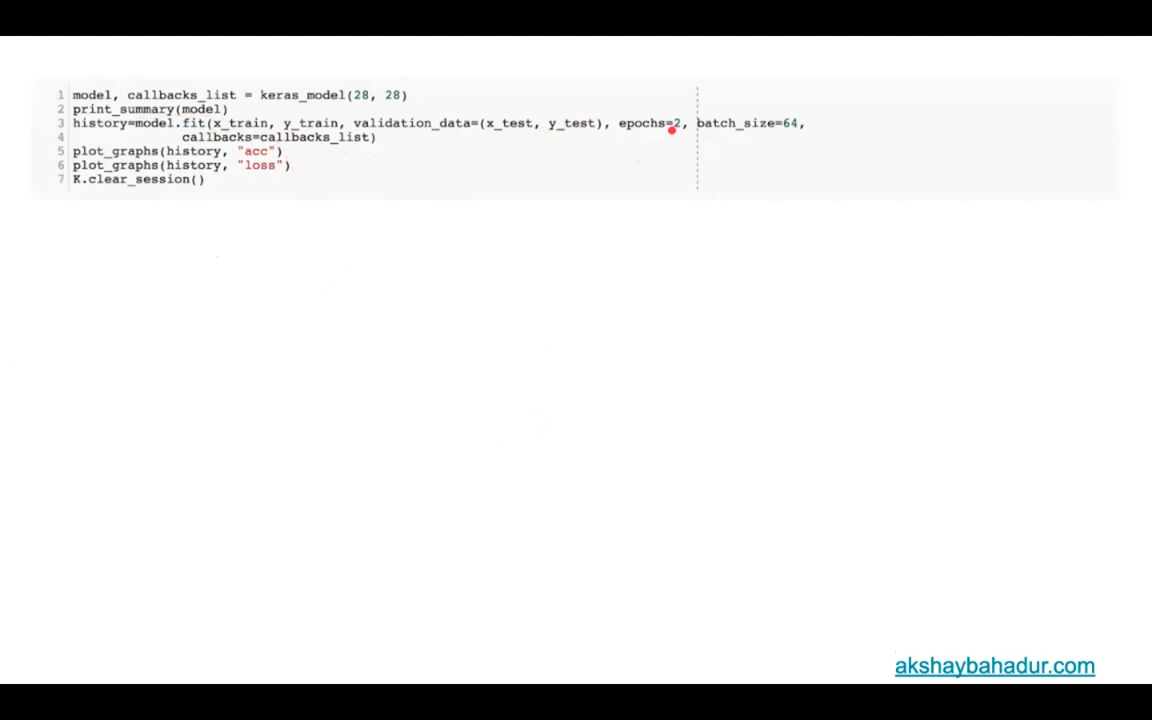 1 model, callbacks_list = keras_model(28, 28)
2 print_summary(model)
3 history=model.fit(x_train, y_train, validation_data=(x_test, y_test), epochs=2, batch_size=64,
4 callbacks=callbacks_list)
5 plot_graphs(history, "acc")
6 plot_graphs(history, "loss")
7 K.clear_session()
akshaybahadur.com